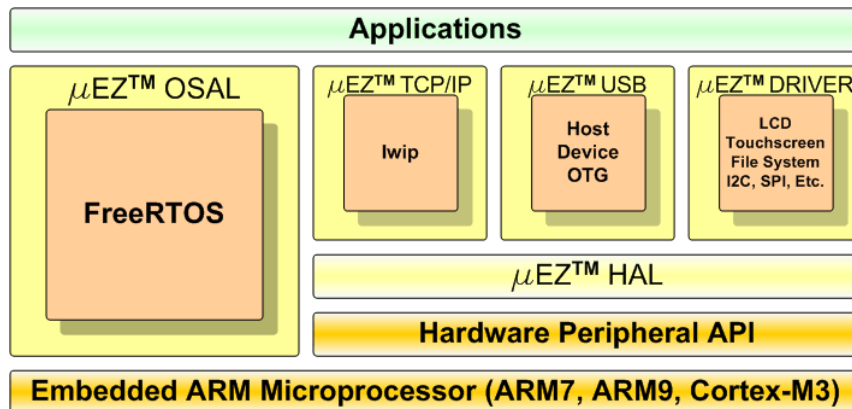 Applications
µEZ™ OSAL
FreeRTOS
µEZ™ TCP/IP
lwip
µEZ™ USB
Host
Device
OTG
µEZ™ DRIVER
LCD
Touchscreen
File System
I2C, SPI, Etc.
µEZ™ HAL
Hardware Peripheral API
Embedded ARM Microprocessor (ARM7, ARM9, Cortex-M3)